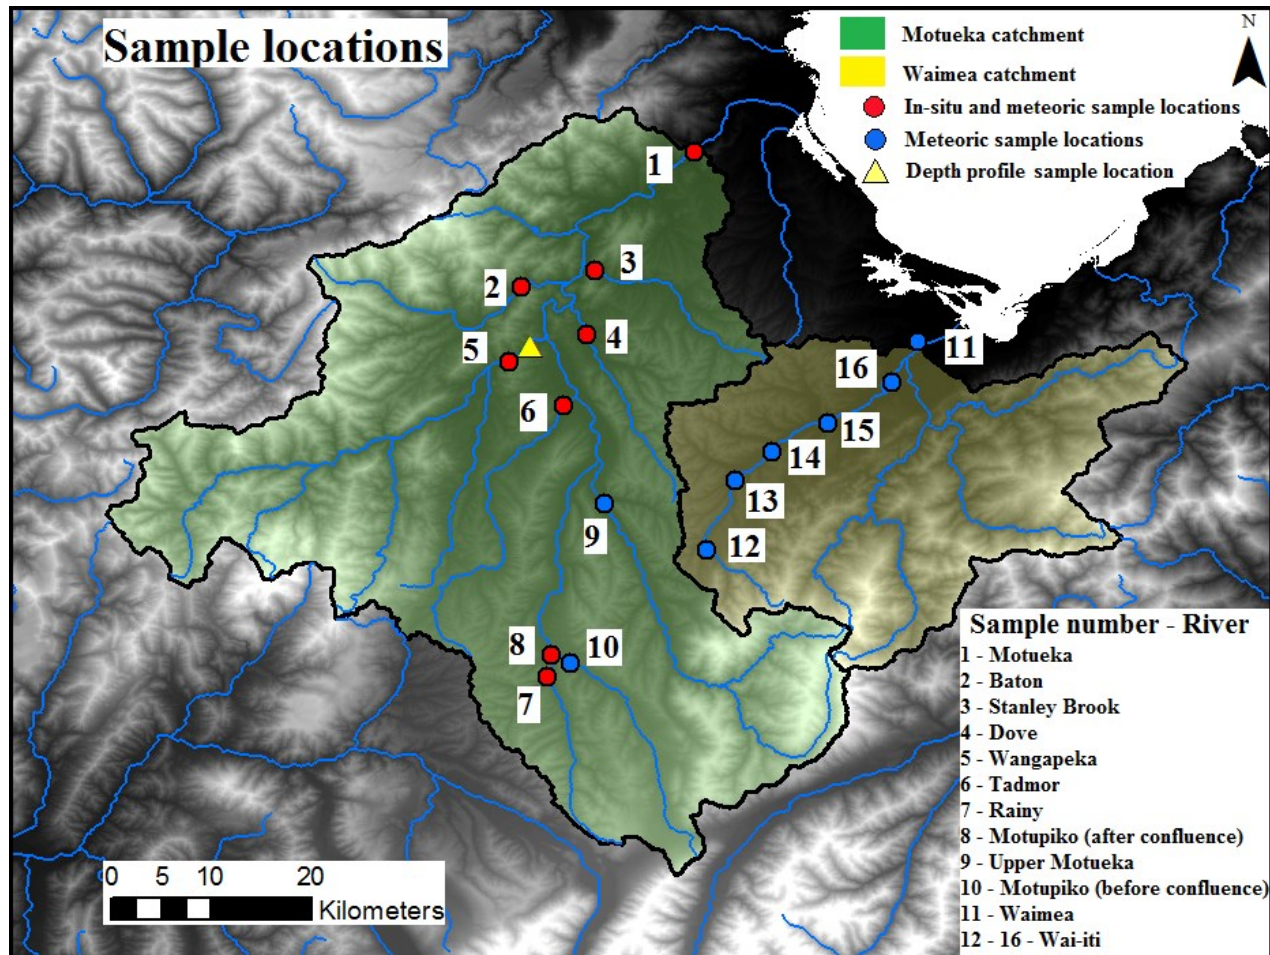 Sample locations
N
Motueka catchment
Waimea catchment
In-situ and meteoric sample locations
Meteoric sample locations
Depth profile sample location
1
2
3
4
5
6
7
8
9
10
11
12
13
14
15
16
0 5 10 20
Kilometers
Sample number - River
1 - Motueka
2 - Baton
3 - Stanley Brook
4 - Dove
5 - Wangapeka
6 - Tadmor
7 - Rainy
8 - Motupiko (after confluence)
9 - Upper Motueka
10 - Motupiko (before confluence)
11 - Waimea
12 - 16 - Wai-iti